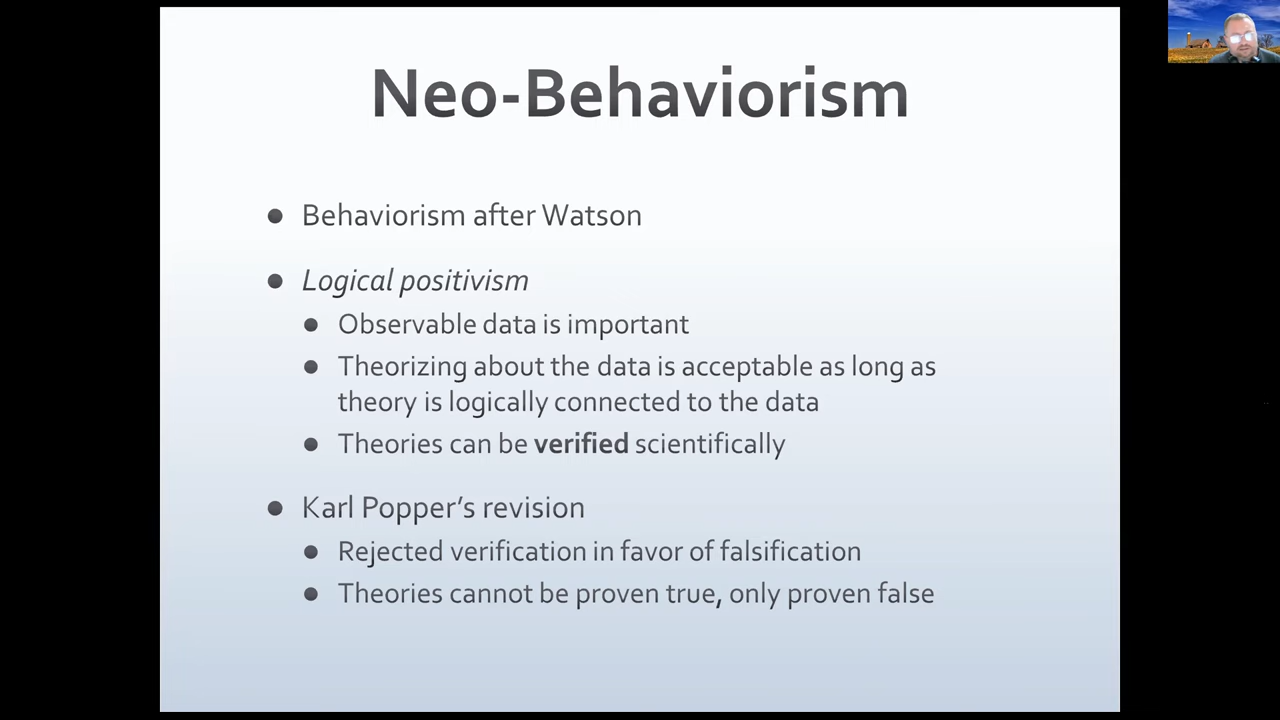 Neo-Behaviorism
● Behaviorism after Watson
● Logical positivism
● Observable data is important
● Theorizing about the data is acceptable as long as
theory is logically connected to the data
● Theories can be verified scientifically
● Karl Popper's revision
● Rejected verification in favor of falsification
● Theories cannot be proven true, only proven false